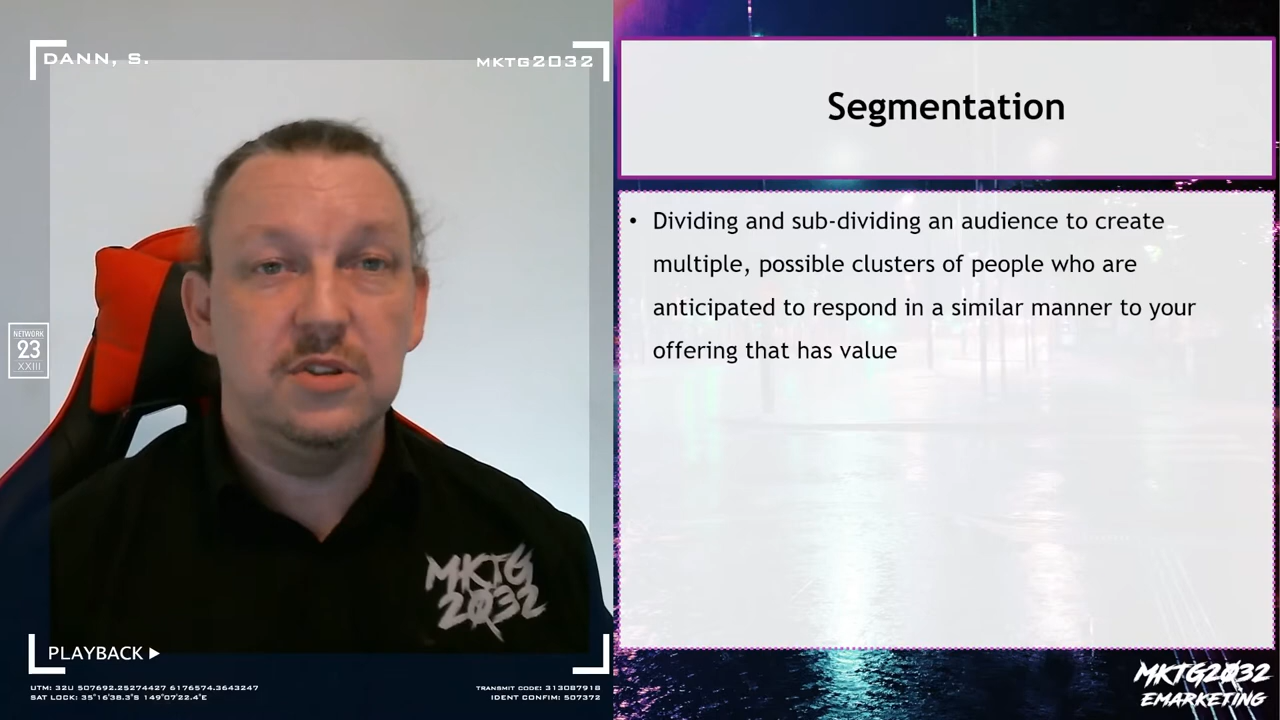 DANN, S.
MKTG2032
NETWORK
23
XXIII
MKTG
2032
PLAYBACK
UTM: 32U 507692.25274427 6176574.3643247
SAT LOCK: 35°16'38.3"S 149°07'22.4"E
TRANSMIT CODE: 313087918
IDENT CONFIM: 507372
Segmentation
• Dividing and sub-dividing an audience to create
multiple, possible clusters of people who are
anticipated to respond in a similar manner to your
offering that has value
MKTG2032
EMARKETING